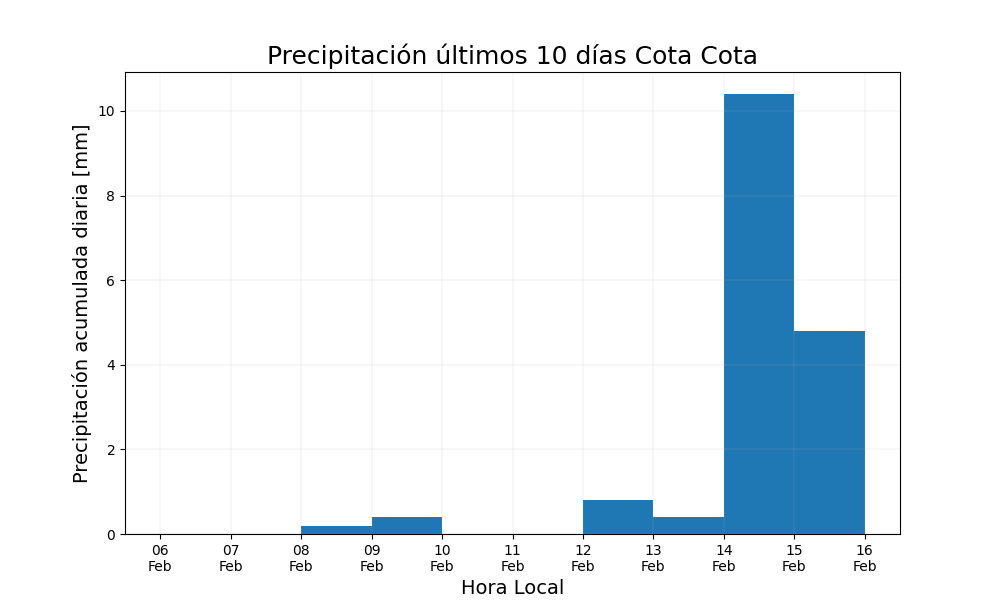 Precipitación últimos 10 días Cota Cota
Precipitación acumulada diaria [mm]
10
8
6
4
2
0
06 07 08 09 10 11 12 13 14 15 16
Feb Feb Feb Feb Feb Feb Feb Feb Feb Feb Feb
Hora Local